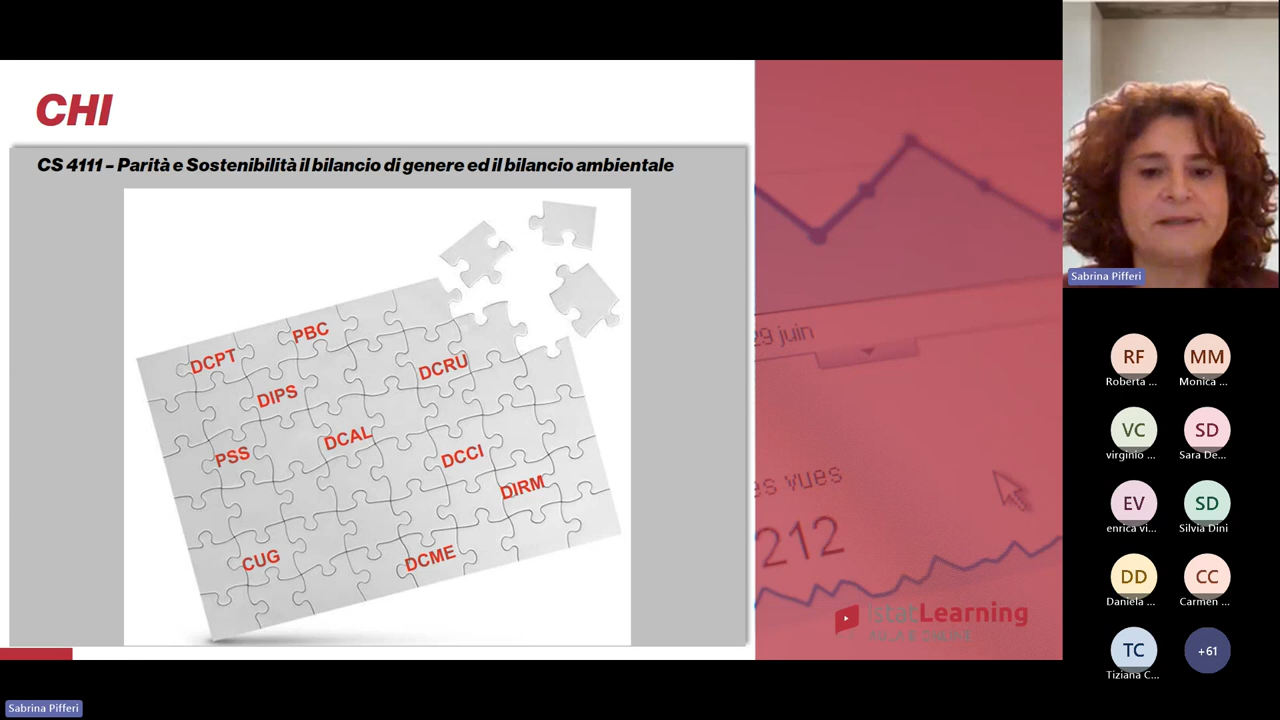 CHI
CS 4111 – Parità e Sostenibilità il bilancio di genere ed il bilancio ambientale
PBC
DCPT
DCRU
DIPS
DCAL
PSS
DCCI
DIRM
CUG
DCME
29 juin
es vues
212
istatLearning
AULA & ONLINE
Sabrina Pifferi
RF
Roberta ...
MM
Monica ...
VC
virginio ...
SD
Sara De...
EV
enrica vi...
SD
Silvia Dini
DD
Daniela ...
CC
Carmen ...
TC
Tiziana C...
+61
Sabrina Pifferi